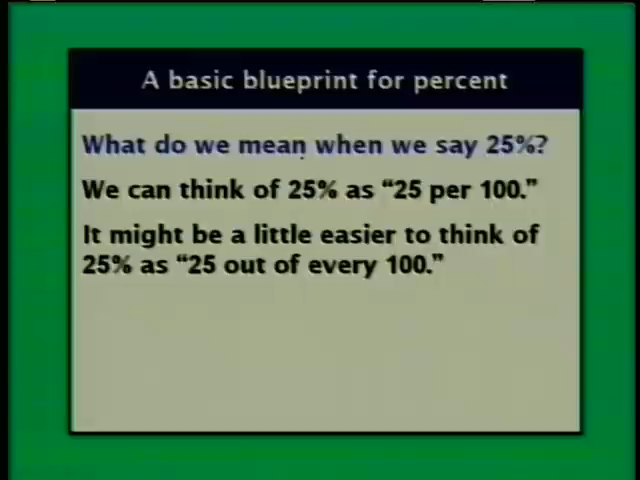 A basic blueprint for percent
What do we mean when we say 25%?
We can think of 25% as “25 per 100.”
It might be a little easier to think of
25% as “25 out of every 100.”